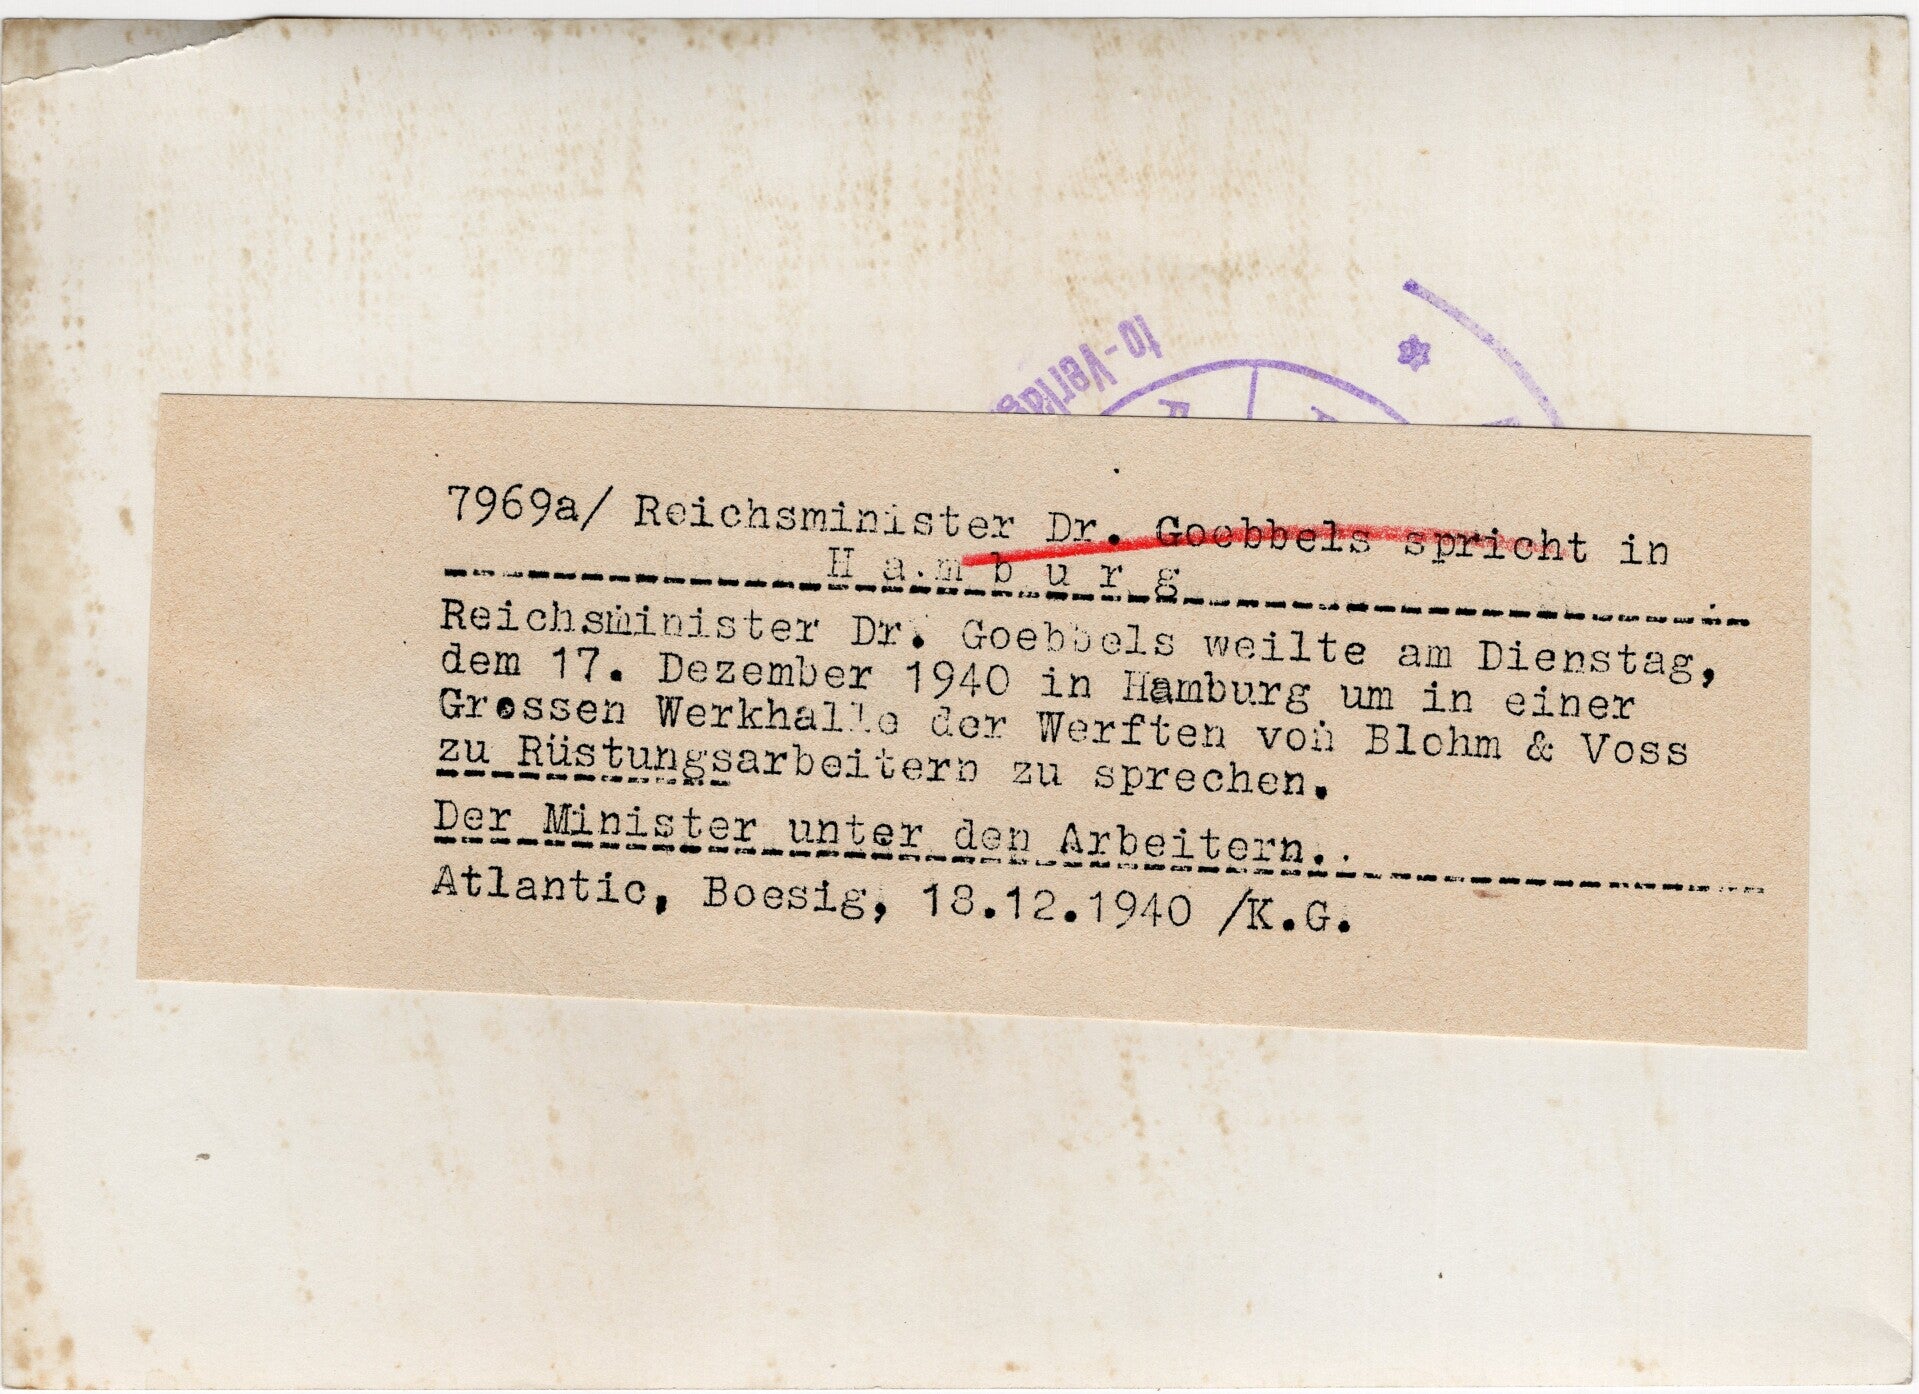 to-Verlag
7969a/ Reichsminister Dr. Goebbels spricht in
H a m b u r g
Reichsminister Dr. Goebbels weilte am Dienstag,
dem 17. Dezember 1940 in Hamburg um in einer
Grossen Werkhalle der Werften von Blohm & Voss
zu Rüstungsarbeitern zu sprechen.
Der Minister unter den Arbeitern..
Atlantic, Boesig, 18.12.1940 /K.G.